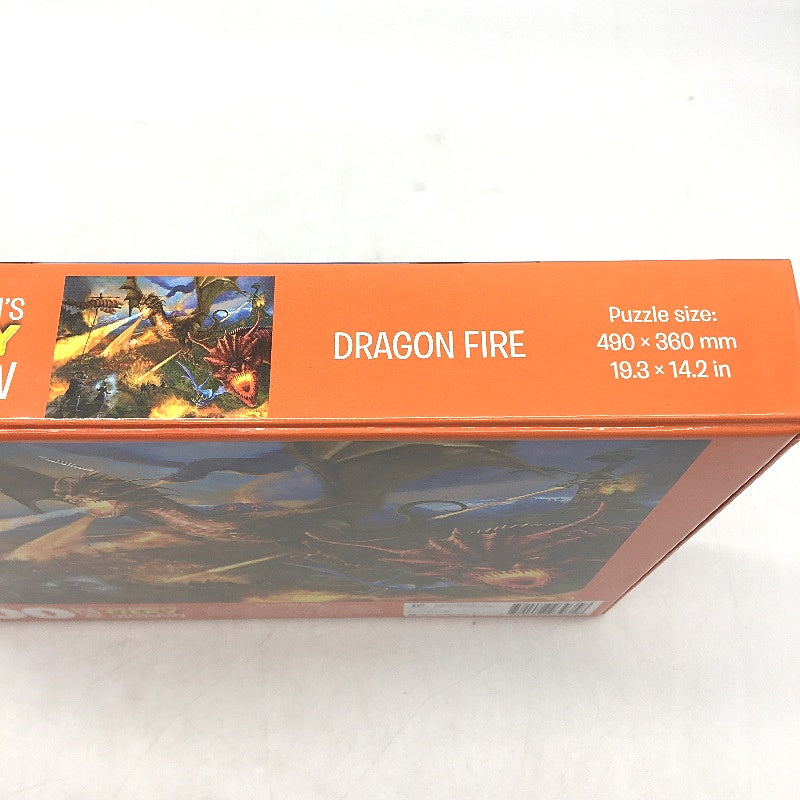 'S
Y
DRAGON FIRE
Puzzle size:
490 × 360 mm
19.3 × 14.2 in